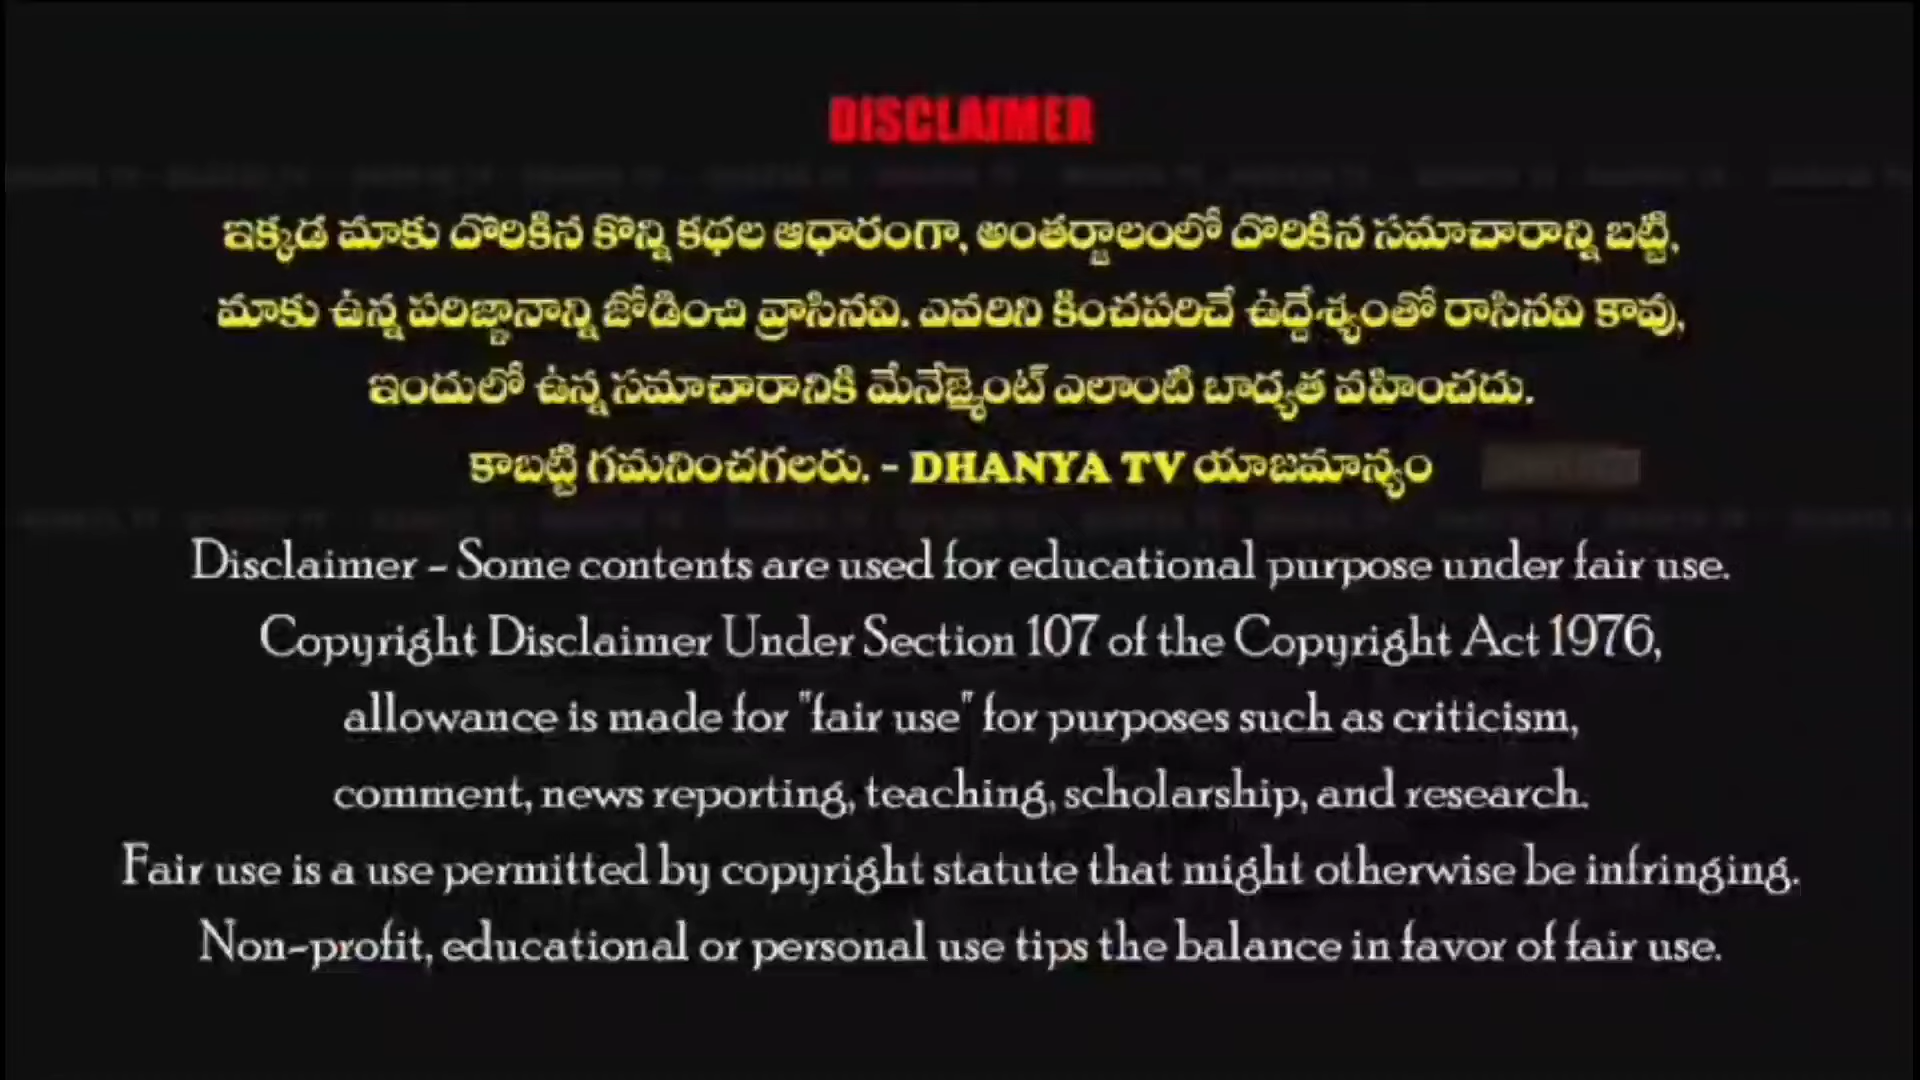 DISCLAIMER
ఇక్కడ మాకు దొరికిన కొన్ని కథల ఆధారంగా, అంతర్జాలంలో దొరికిన సమాచారాన్ని బట్టి,
మాకు ఉన్న పరిజ్ఞానాన్ని జోడించి వ్రాసినవి. ఎవరిని కించపరిచే ఉద్దేశ్యంతో రాసినవి కావు,
ఇందులో ఉన్న సమాచారానికి మేనేజ్మెంట్ ఎలాంటి బాద్యత వహించదు.
కాబట్టి గమనించగలరు. - DHANYA TV యాజమాన్యం
Disclaimer - Some contents are used for educational purpose under fair use.
Copyright Disclaimer Under Section 107 of the Copyright Act 1976,
allowance is made for "fair use" for purposes such as criticism,
comment, news reporting, teaching, scholarship, and research.
Fair use is a use permitted by copyright statute that might otherwise be infringing.
Non-profit, educational or personal use tips the balance in favor of fair use.